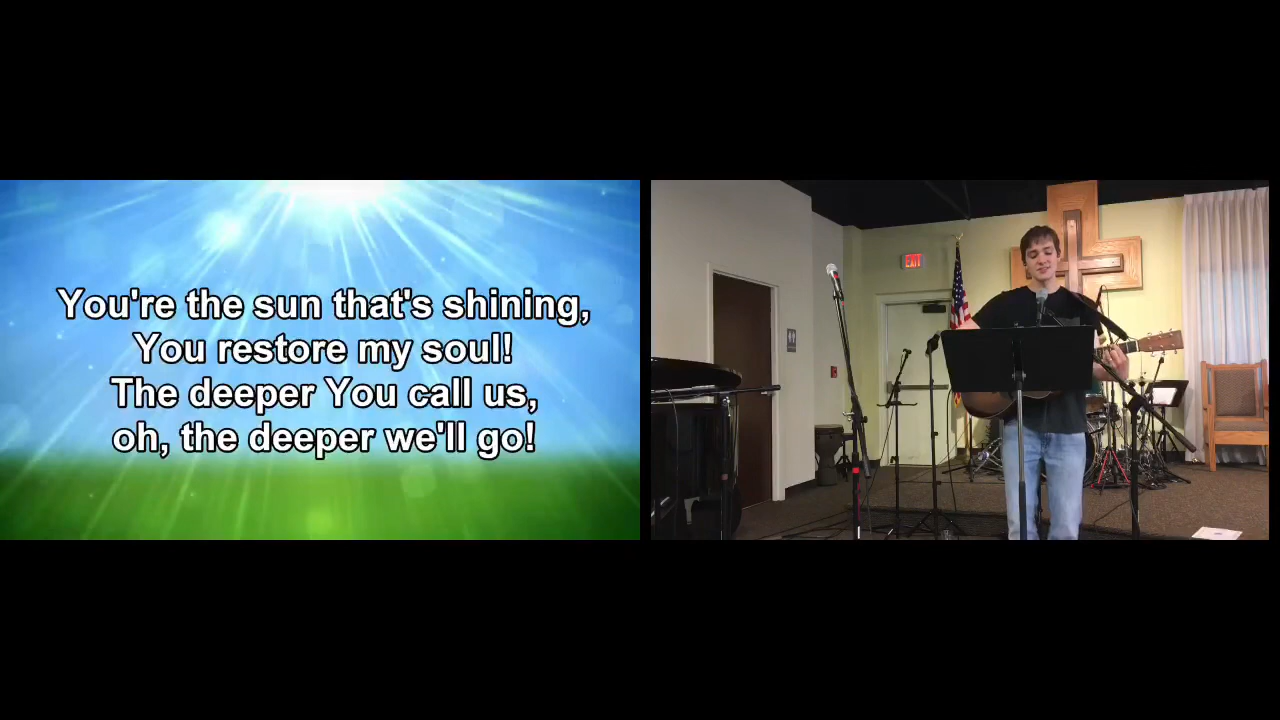 You're the sun that's shining,
You restore my soul!
The deeper You call us,
oh, the deeper we'll go!
EXIT